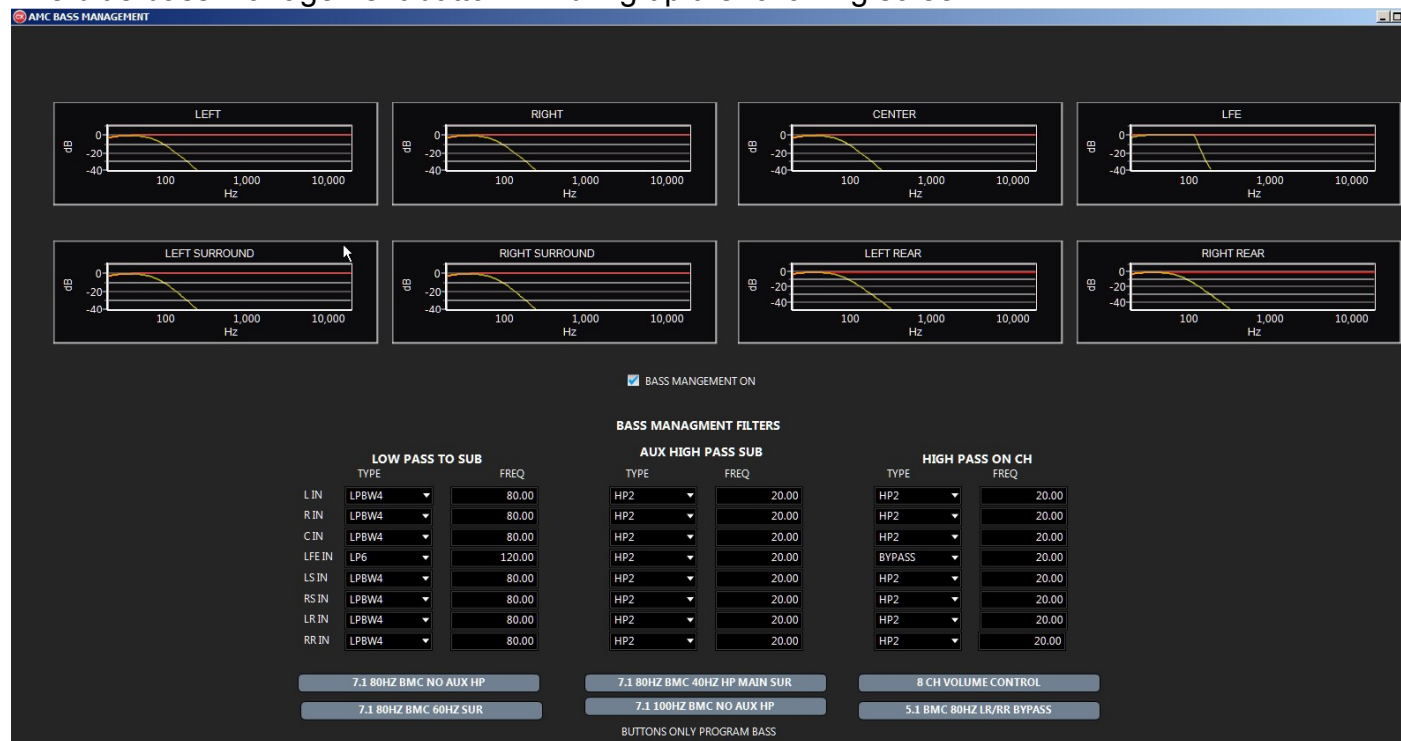 AMC BASS MANAGEMENT
LEFT
RIGHT
CENTER
LFE
dB
0
-20
-40
100 1,000 10,000
Hz
dB
0
-20
-40
100 1,000 10,000
Hz
dB
0
-20
-40
100 1,000 10,000
Hz
dB
0
-20
-40
100 1,000 10,000
Hz
LEFT SURROUND
RIGHT SURROUND
LEFT REAR
RIGHT REAR
dB
0
-20
-40
100 1,000 10,000
Hz
dB
0
-20
-40
100 1,000 10,000
Hz
dB
0
-20
-40
100 1,000 10,000
Hz
dB
0
-20
-40
100 1,000 10,000
Hz
BASS MANGEMENT ON
BASS MANAGMENT FILTERS
LOW PASS TO SUB AUX HIGH PASS SUB HIGH PASS ON CH
TYPE FREQ TYPE FREQ TYPE FREQ
L IN LPBW4 80.00 HP2 20.00 HP2 20.00
R IN LPBW4 80.00 HP2 20.00 HP2 20.00
C IN LPBW4 80.00 HP2 20.00 HP2 20.00
LFE IN LP6 120.00 HP2 20.00 BYPASS 20.00
LS IN LPBW4 80.00 HP2 20.00 HP2 20.00
RS IN LPBW4 80.00 HP2 20.00 HP2 20.00
LR IN LPBW4 80.00 HP2 20.00 HP2 20.00
RR IN LPBW4 80.00 HP2 20.00 HP2 20.00
7.1 80HZ BMC NO AUX HP 7.1 80HZ BMC 40HZ HP MAIN SUR 8 CH VOLUME CONTROL
7.1 80HZ BMC 60HZ SUR 7.1 100HZ BMC NO AUX HP 5.1 BMC 80HZ LR/RR BYPASS
BUTTONS ONLY PROGRAM BASS